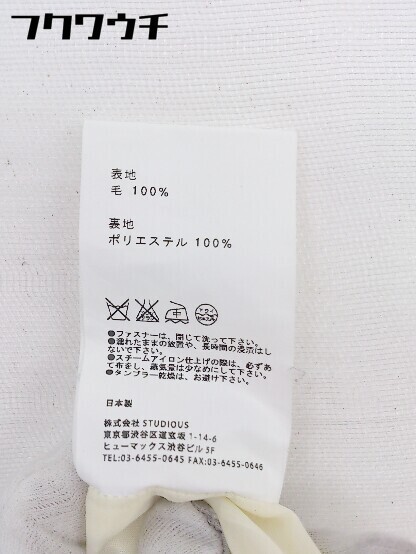 フクワウチ
表地
毛 100%
裏地
ポリエステル 100%
中
ドライ
●ファスナーは、閉じて洗って下さい。
●濡れたままの放置や、長時間の浸漬はし
ないで下さい。
●スチームアイロン仕上げの際は、必ずあ
て布をし、蒸気量は少なめにして下さい。
●タンブラー乾燥は、お避け下さい。
日本製
株式会社 STUDIOUS
東京都渋谷区道玄坂 1-14-6
ヒューマックス渋谷ビル 5F
TEL:03-6455-0645 FAX:03-6455-0646